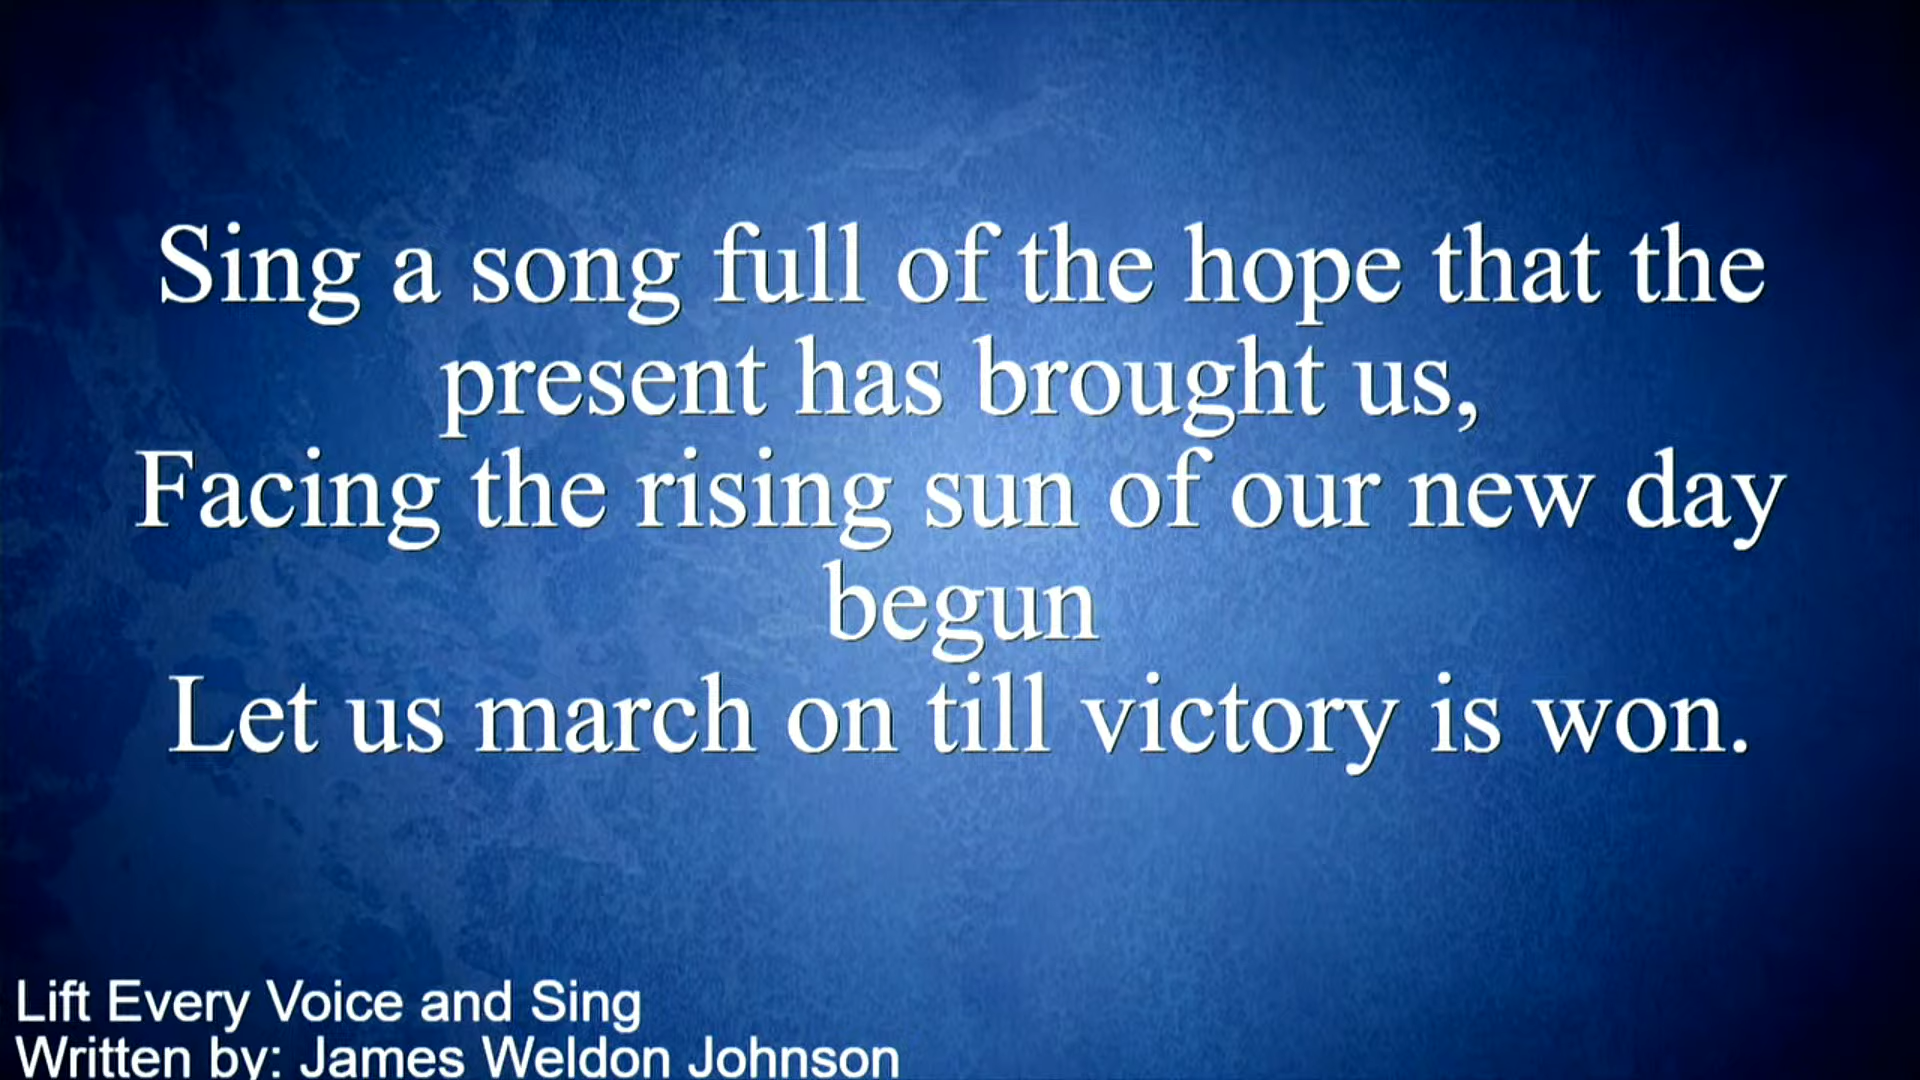 Sing a song full of the hope that the
present has brought us,
Facing the rising sun of our new day
begun
Let us march on till victory is won.
Lift Every Voice and Sing
Written by: James Weldon Johnson